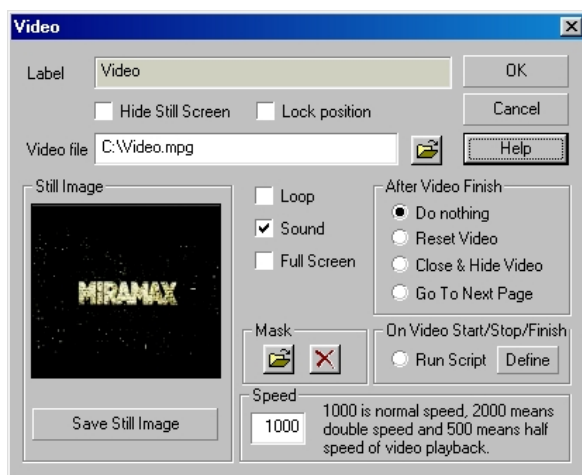 Video
Label Video OK
Hide Still Screen Lock position Cancel
Video file C:\Video.mpg Help
Still Image
MIRAMAX
Save Still Image
Loop
Sound
Full Screen
After Video Finish
Do nothing
Reset Video
Close & Hide Video
Go To Next Page
Mask
On Video Start/Stop/Finish
Run Script Define
Speed
1000
1000 is normal speed, 2000 means
double speed and 500 means half
speed of video playback.